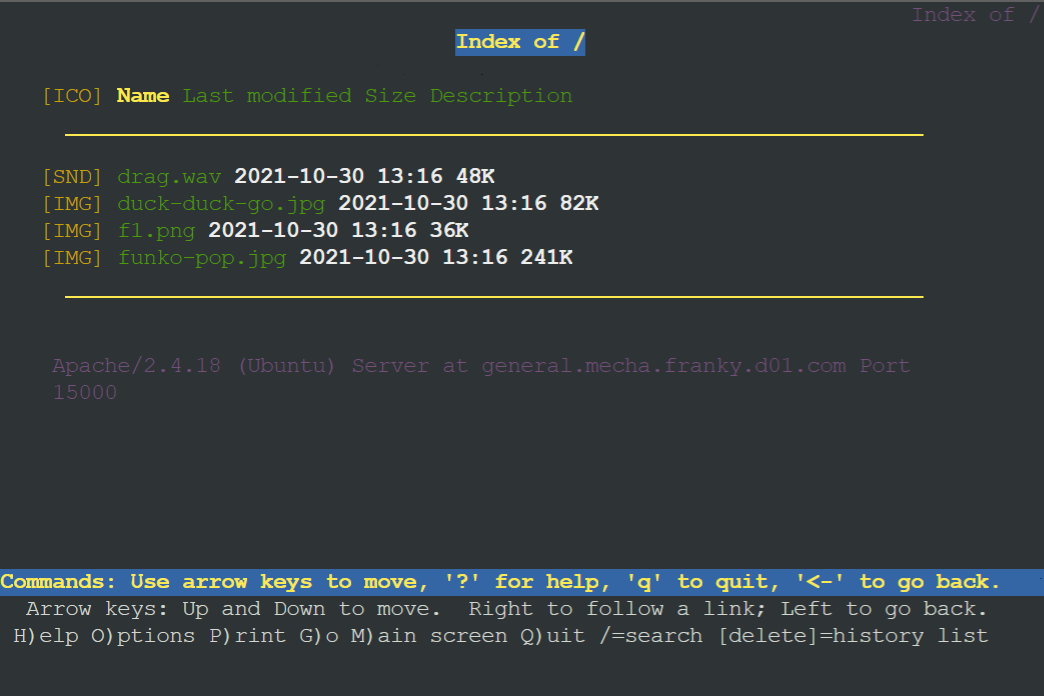 Index of /
Index of /
[ICO] Name Last modified Size Description
[SND] drag.wav 2021-10-30 13:16 48K
[IMG] duck-duck-go.jpg 2021-10-30 13:16 82K
[IMG] f1.png 2021-10-30 13:16 36K
[IMG] funko-pop.jpg 2021-10-30 13:16 241K
Apache/2.4.18 (Ubuntu) Server at general.mecha.franky.d01.com Port
15000
Commands: Use arrow keys to move, '?' for help, 'q' to quit, '<-' to go back.
Arrow keys: Up and Down to move.  Right to follow a link; Left to go back.
H)elp O)ptions P)rint G)o M)ain screen Q)uit /=search [delete]=history list